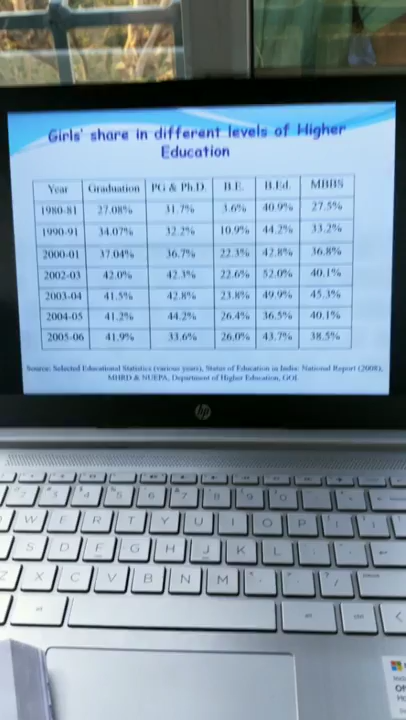 Girls' share in different levels of Higher
Education
Year Graduation PG & Ph.D. B.E. B.Ed. MBBS
1980-81 27.08% 31.7% 3.6% 40.9% 27.5%
1990-91 34.07% 32.2% 10.9% 44.2% 33.2%
2000-01 37.04% 36.7% 22.3% 42.8% 36.8%
2002-03 42.0% 42.3% 22.6% 52.0% 40.1%
2003-04 41.5% 42.8% 23.8% 49.9% 45.3%
2004-05 41.2% 44.2% 26.4% 36.5% 40.1%
2005-06 41.9% 33.6% 26.0% 43.7% 38.5%
Source: Selected Educational Statistics (various years), Status of Education in India: National Report (2008),
MHRD & NUEPA, Department of Higher Education, GOI
hp
W E R T Y U I O P
S D F G H J K L
Z X C V B N M